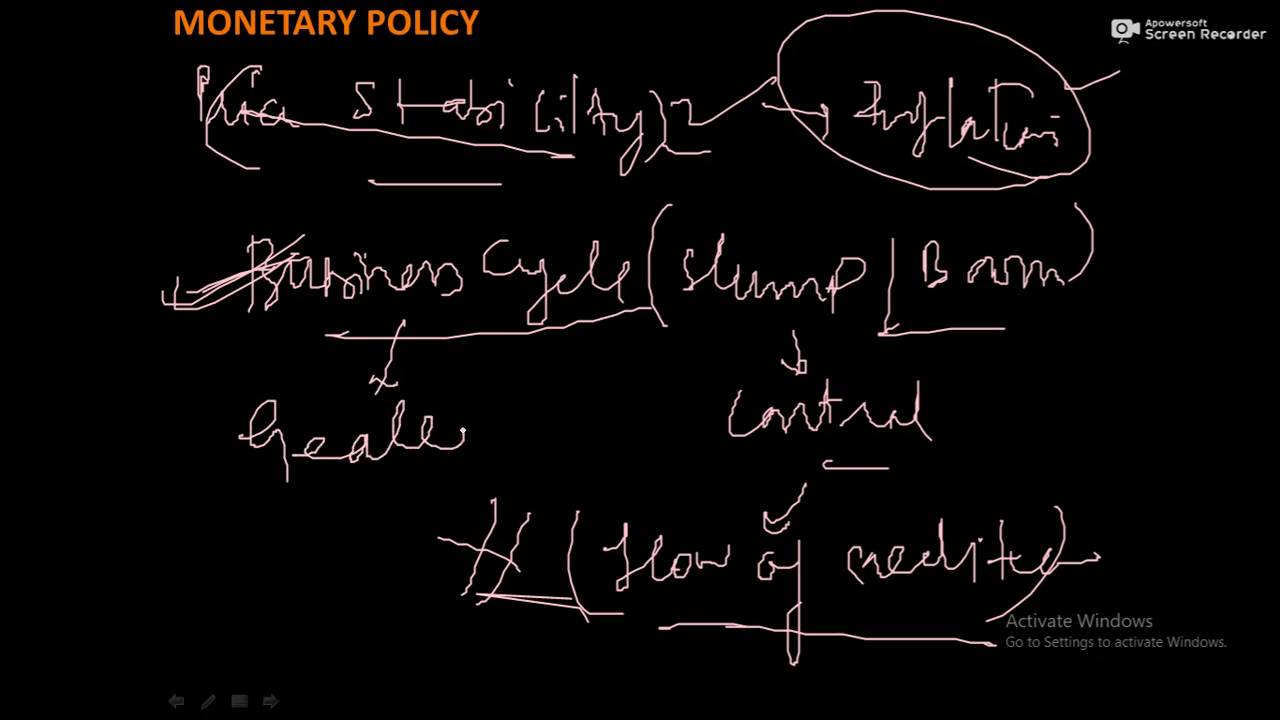 MONETARY POLICY
Apowersoft
Screen Recorder
Price Stability) Inflation
Business Cycle (slump / Boom)
Control
# (flow of credits)
Activate Windows
Go to Settings to activate Windows.